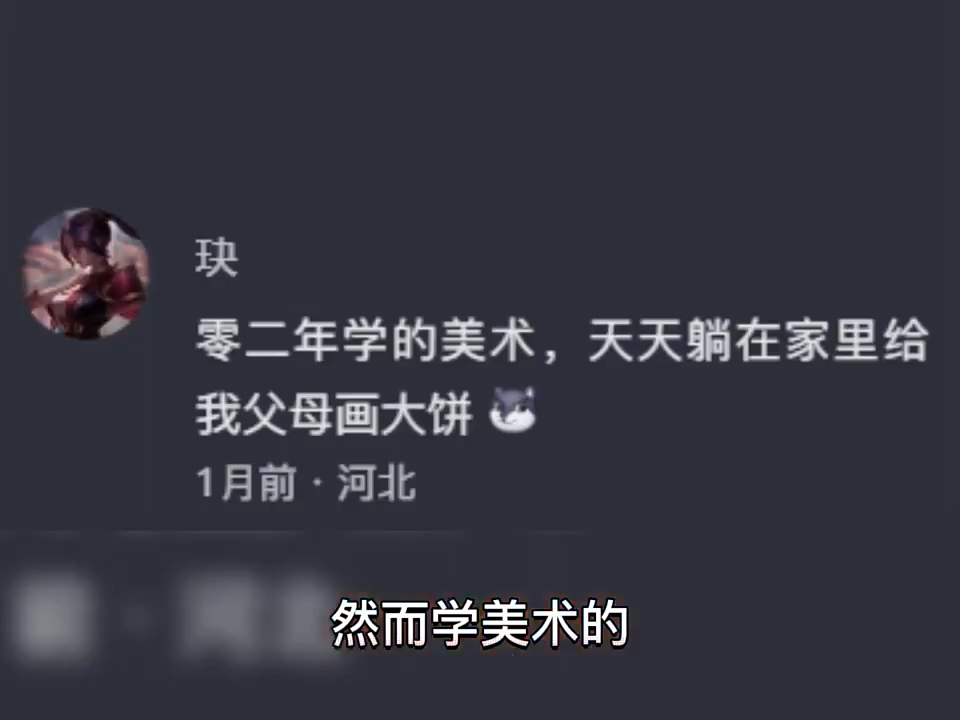 玦
零二年学的美术，天天躺在家里给
我父母画大饼
1月前·河北
然而学美术的